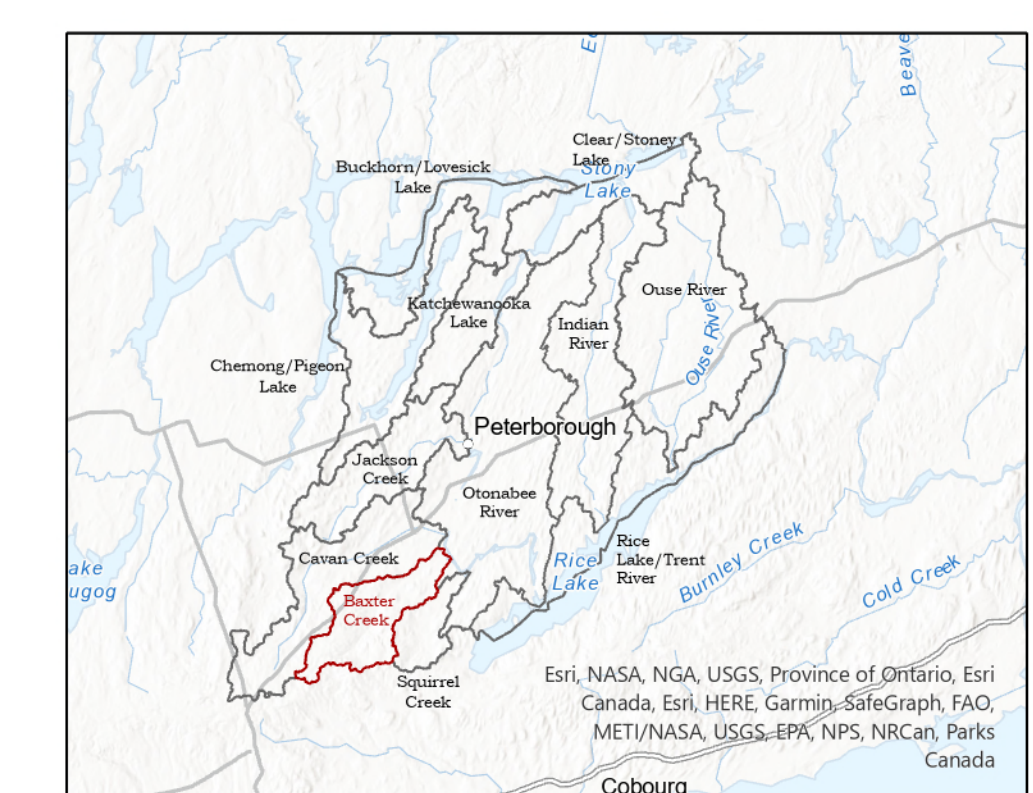 Ec
Beave
Clear/Stoney
Lake
Buckhorn/Lovesick
Lake
Stony
Lake
Ouse River
Katchewanooka
Lake
Indian
River
Ouse River
Chemong/Pigeon
Lake
Peterborough
Jackson
Creek
Otonabee
River
Cavan Creek
Rice
Lake
Rice
Lake/Trent
River
Burnley Creek
Cold Creek
ake
ugog
Baxter
Creek
Squirrel
Creek
Esri, NASA, NGA, USGS, Province of Ontario, Esri
Canada, Esri, HERE, Garmin, SafeGraph, FAO,
METI/NASA, USGS, EPA, NPS, NRCan, Parks
Canada
Cobourg